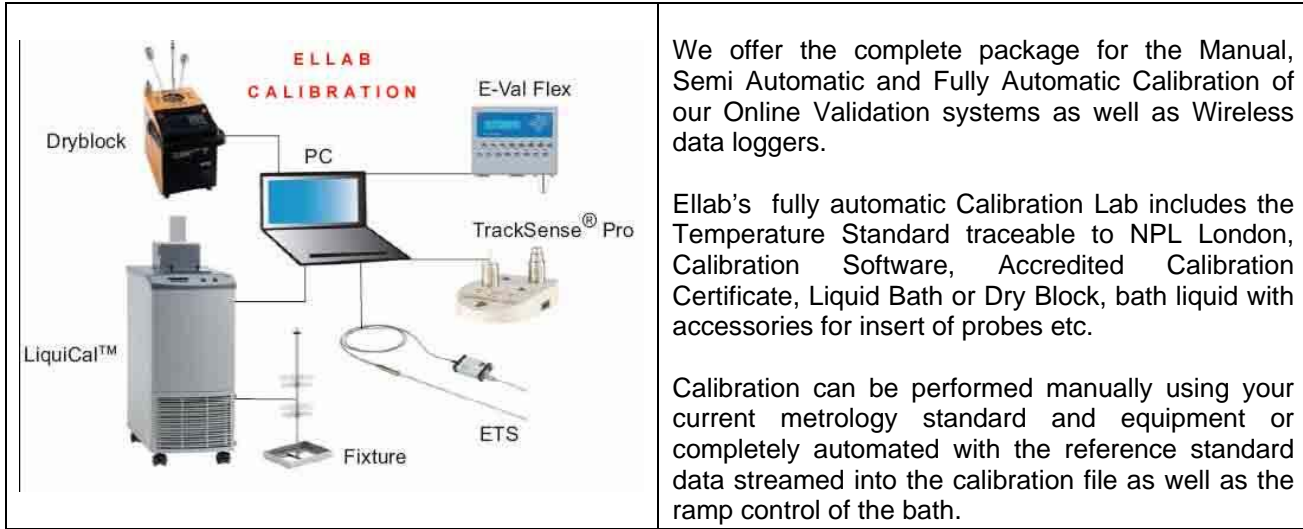 ELLAB
CALIBRATION
E-Val Flex
Dryblock
PC
TrackSense® Pro
LiquiCal™
ETS
Fixture
We offer the complete package for the Manual,
Semi Automatic and Fully Automatic Calibration of
our Online Validation systems as well as Wireless
data loggers.
Ellab's fully automatic Calibration Lab includes the
Temperature Standard traceable to NPL London,
Calibration Software, Accredited Calibration
Certificate, Liquid Bath or Dry Block, bath liquid with
accessories for insert of probes etc.
Calibration can be performed manually using your
current metrology standard and equipment or
completely automated with the reference standard
data streamed into the calibration file as well as the
ramp control of the bath.